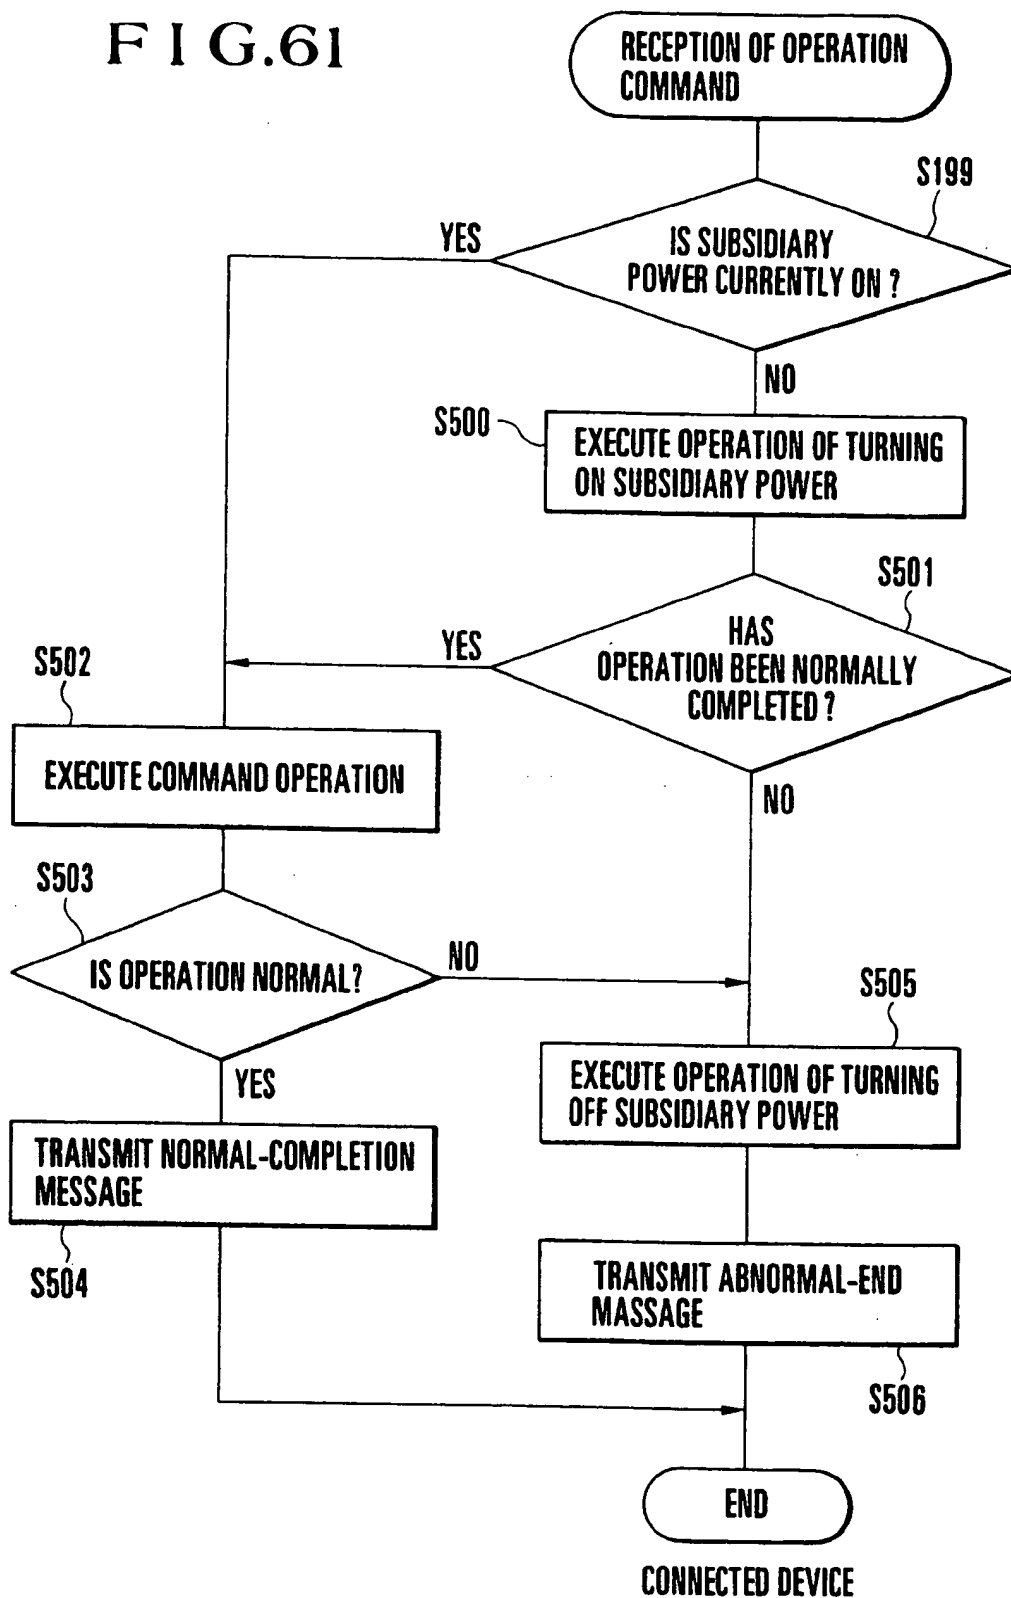 FIG.61
RECEPTION OF OPERATION
COMMAND
S199
YES
IS SUBSIDIARY
POWER CURRENTLY ON ?
NO
S500
EXECUTE OPERATION OF TURNING
ON SUBSIDIARY POWER
S501
YES
HAS
OPERATION BEEN NORMALLY
COMPLETED ?
NO
S502
EXECUTE COMMAND OPERATION
S503
IS OPERATION NORMAL?
NO
YES
S505
EXECUTE OPERATION OF TURNING
OFF SUBSIDIARY POWER
TRANSMIT NORMAL-COMPLETION
MESSAGE
S504
TRANSMIT ABNORMAL-END
MASSAGE
S506
END
CONNECTED DEVICE